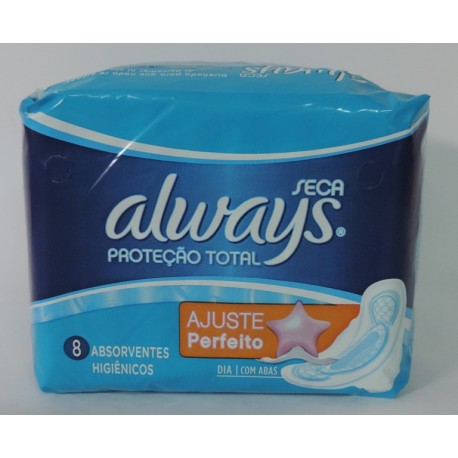 SECA
always®
PROTEÇÃO TOTAL
AJUSTE
Perfeito
8 ABSORVENTES
HIGIÊNICOS
DIA | COM ABAS